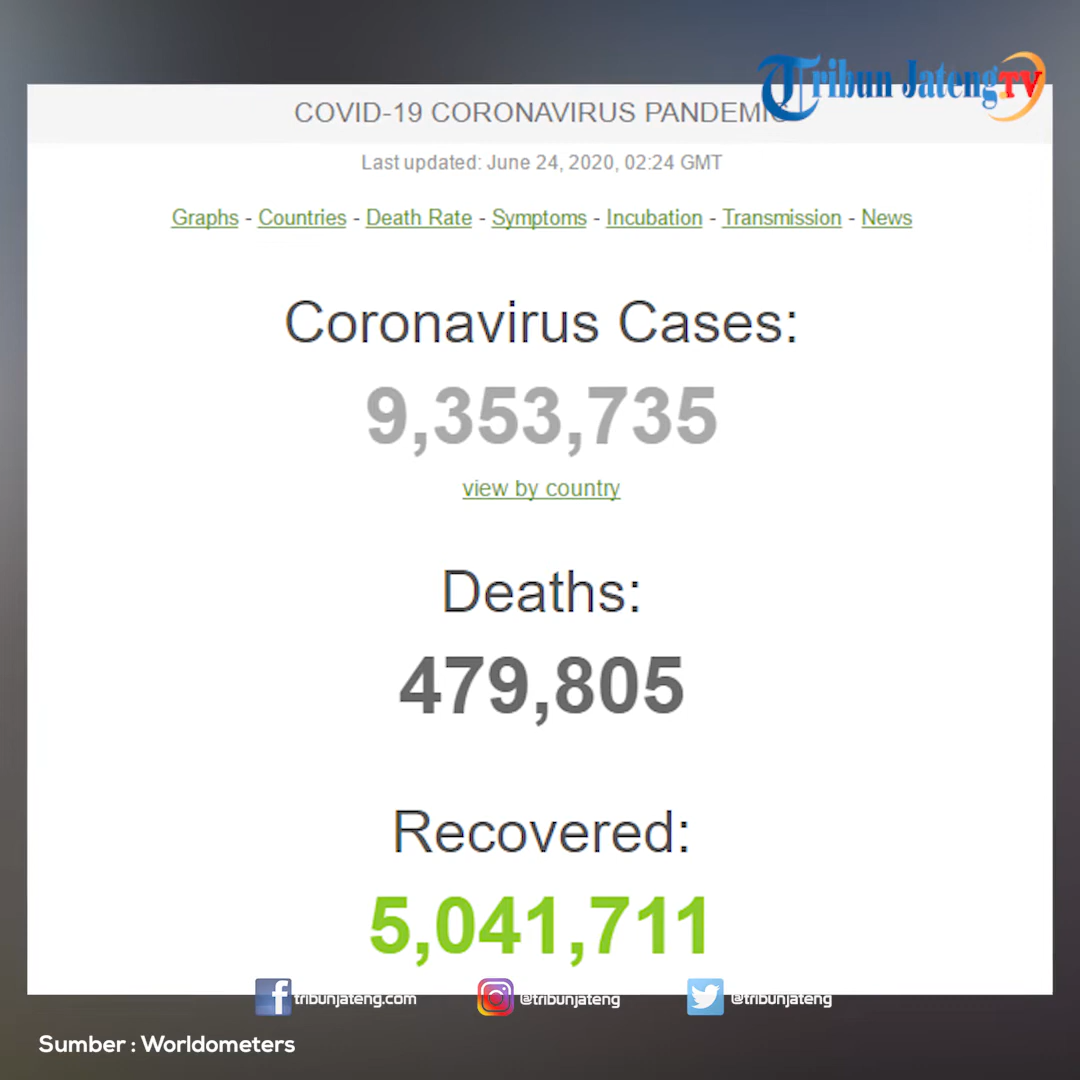 Tribun Jateng TV
COVID-19 CORONAVIRUS PANDEMIC
Last updated: June 24, 2020, 02:24 GMT
Graphs - Countries - Death Rate - Symptoms - Incubation - Transmission - News
Coronavirus Cases:
9,353,735
view by country
Deaths:
479,805
Recovered:
5,041,711
tribunjateng.com @tribunjateng @tribunjateng
Sumber : Worldometers